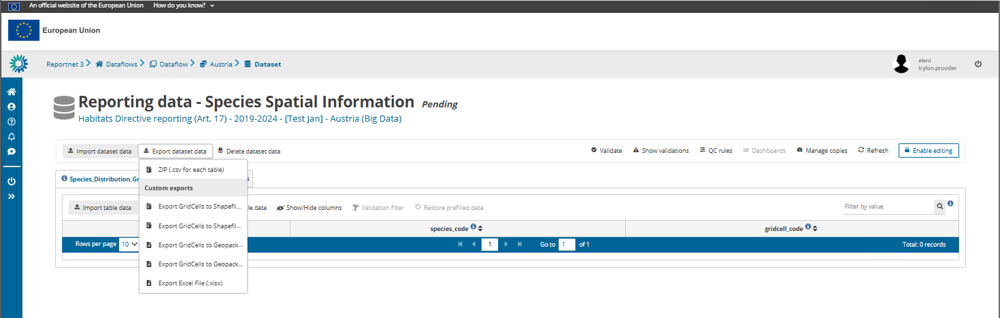 An official website of the European Union How do you know?
European Union
Reportnet 3 Dataflows Dataflow Austria Dataset
eleni
tryfon.provider
Reporting data - Species Spatial Information Pending
Habitats Directive reporting (Art. 17) - 2019-2024 - [Test Jan] - Austria (Big Data)
Import dataset data Export dataset data Delete dataset data Validate Show validations QC rules Dashboards Manage copies Refresh Enable editing
ZIP (.csv for each table)
Species_Distribution_Gr
Custom exports
Import table data Export GridCells to Shapefil... le data Show/Hide columns Validation filter Restore prefilled data Filter by value
Export GridCells to Shapefil... species_code gridcell_code
Rows per page 10 Export GridCells to Geopack... 1 Go to 1 of 1 Total: 0 records
Export GridCells to Geopack...
Export Excel File (.xlsx)